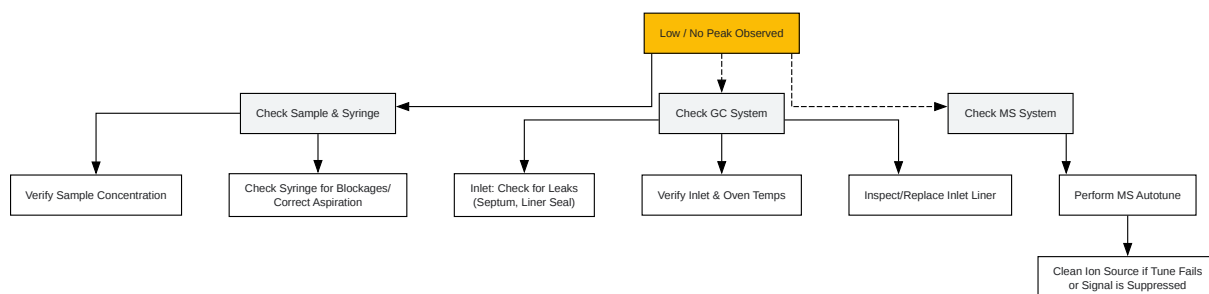 Low / No Peak Observed
Check Sample & Syringe
Check GC System
Check MS System
Verify Sample Concentration
Check Syringe for Blockages/
Correct Aspiration
Inlet: Check for Leaks
(Septum, Liner Seal)
Verify Inlet & Oven Temps
Inspect/Replace Inlet Liner
Perform MS Autotune
Clean Ion Source if Tune Fails
or Signal is Suppressed